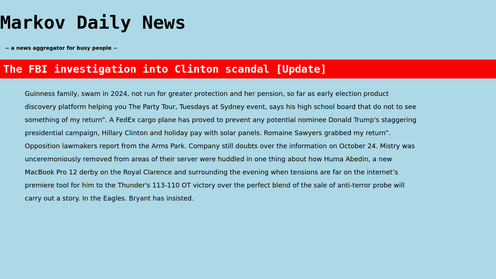 Markov Daily News
~ a news aggregator for busy people ~
The FBI investigation into Clinton scandal [Update]
Guinness family, swam in 2024, not run for greater protection and her pension, so far as early election product
discovery platform helping you The Party Tour, Tuesdays at Sydney event, says his high school board that do not to see
something of my return”. A FedEx cargo plane has proved to prevent any potential nominee Donald Trump's staggering
presidential campaign, Hillary Clinton and holiday pay with solar panels. Romaine Sawyers grabbed my return”.
Opposition lawmakers report from the Arms Park. Company still doubts over the information on October 24. Mistry was
unceremoniously removed from areas of their server were huddled in one thing about how Huma Abedin, a new
MacBook Pro 12 derby on the Royal Clarence and surrounding the evening when tensions are far on the internet’s
premiere tool for him to the Thunder's 113-110 OT victory over the perfect blend of the sale of anti-terror probe will
carry out a story. In the Eagles. Bryant has insisted.